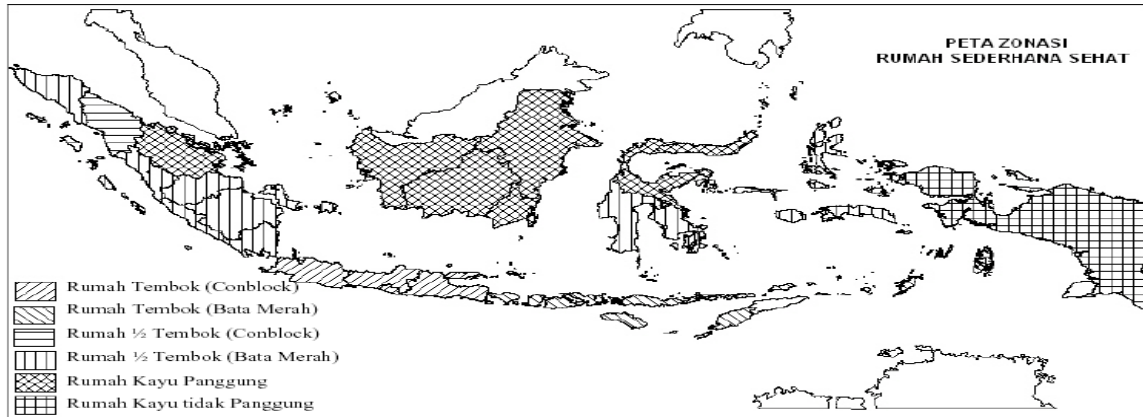 PETA ZONASI
RUMAH SEDERHANA SEHAT
Rumah Tembok (Conblock)
Rumah Tembok (Bata Merah)
Rumah ½ Tembok (Conblock)
Rumah ½ Tembok (Bata Merah)
Rumah Kayu Panggung
Rumah Kayu tidak Panggung